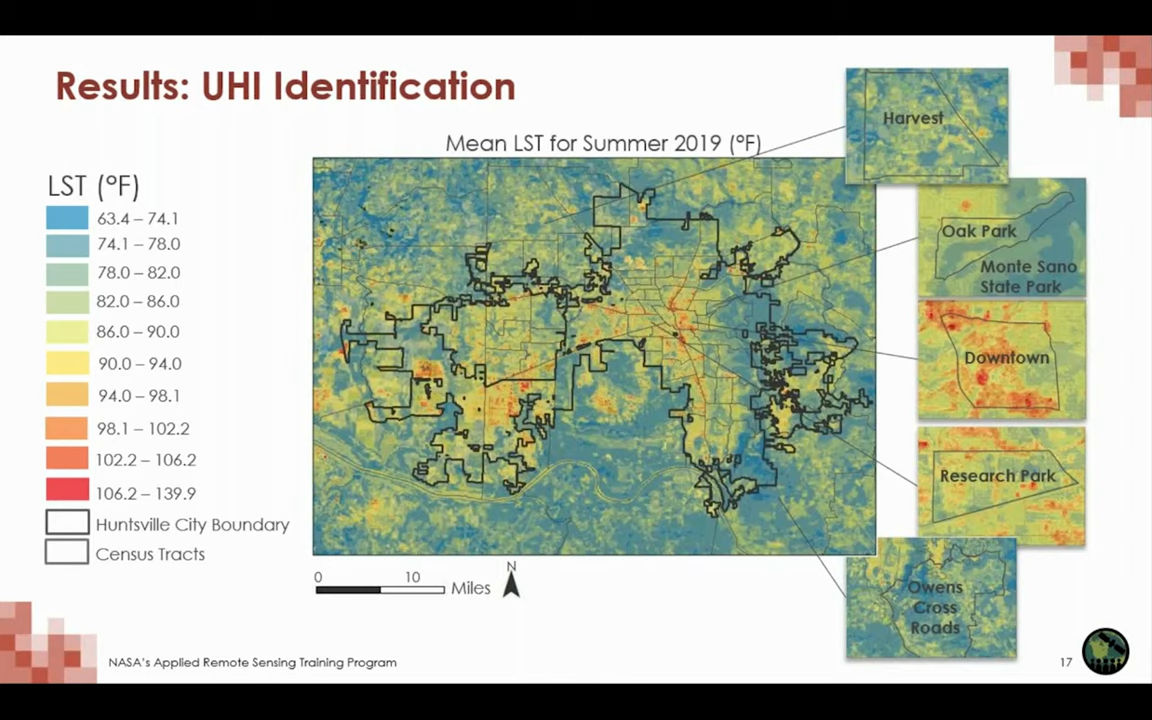 Results: UHI Identification
Mean LST for Summer 2019 (°F)
LST (°F)
63.4 – 74.1
74.1 – 78.0
78.0 – 82.0
82.0 – 86.0
86.0 – 90.0
90.0 – 94.0
94.0 – 98.1
98.1 – 102.2
102.2 – 106.2
106.2 – 139.9
Huntsville City Boundary
Census Tracts
0
10
Miles
N
Harvest
Oak Park
Monte Sano
State Park
Downtown
Research Park
Owens
Cross
Roads
NASA's Applied Remote Sensing Training Program
17